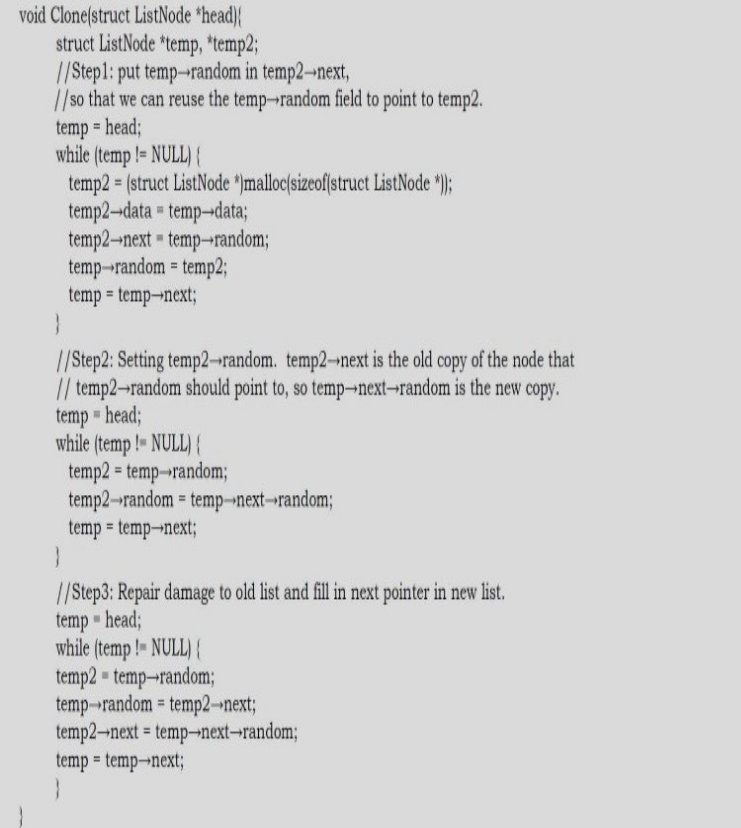 void Clone(struct ListNode *head){
struct ListNode *temp, *temp2;
//Step1: put temp→random in temp2→next,
//so that we can reuse the temp→random field to point to temp2.
temp = head;
while (temp != NULL) {
temp2 = (struct ListNode *)malloc(sizeof(struct ListNode *));
temp2→data = temp→data;
temp2→next = temp→random;
temp→random = temp2;
temp = temp→next;
}
//Step2: Setting temp2→random. temp2→next is the old copy of the node that
// temp2→random should point to, so temp→next→random is the new copy.
temp = head;
while (temp != NULL) {
temp2 = temp→random;
temp2→random = temp→next→random;
temp = temp→next;
}
//Step3: Repair damage to old list and fill in next pointer in new list.
temp = head;
while (temp != NULL) {
temp2 = temp→random;
temp→random = temp2→next;
temp2→next = temp→next→random;
temp = temp→next;
}
}